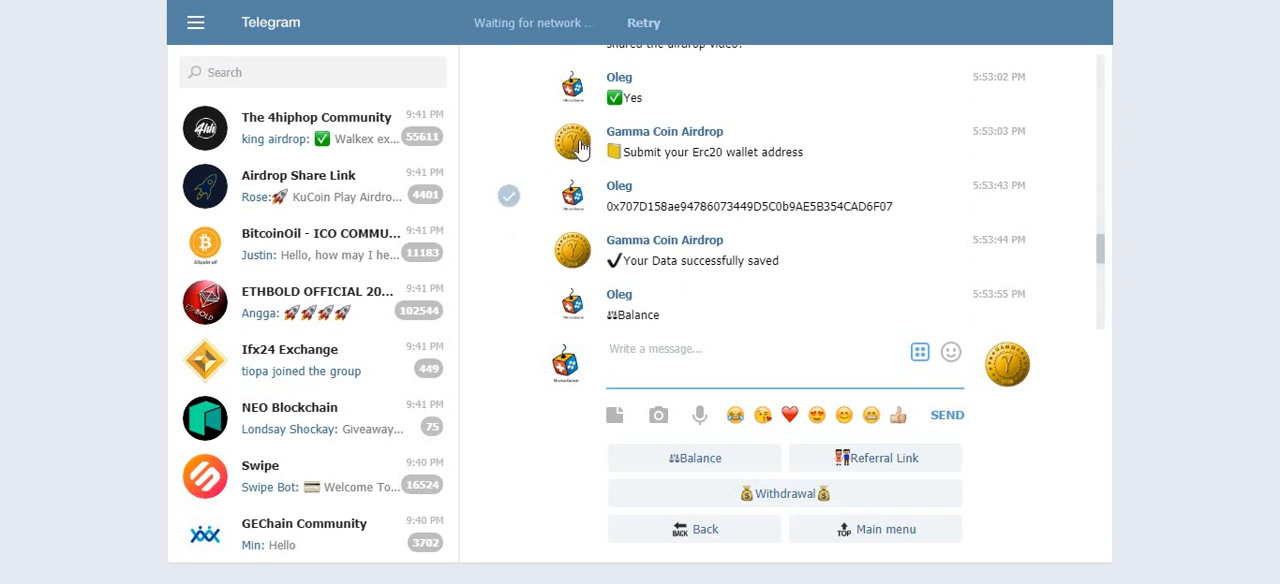 Telegram
Waiting for network ..
Retry
Search
The 4hiphop Community 9:41 PM
king airdrop: ✅ Walkex ex... 55611
Airdrop Share Link 9:41 PM
Rose:🚀 KuCoin Play Airdro... 4401
BitcoinOil - ICO COMMU... 9:41 PM
Justin: Hello, how may I he... 11183
ETHBOLD OFFICIAL 20... 9:41 PM
Angga: 🚀🚀🚀🚀 102544
Ifx24 Exchange 9:41 PM
tiopa joined the group 449
NEO Blockchain 9:41 PM
Londsay Shockay: Giveaway... 75
Swipe 9:40 PM
Swipe Bot: 💳 Welcome To... 16524
GEChain Community 9:40 PM
Min: Hello 3702
shared the airdrop video?
Oleg 5:53:02 PM
✅Yes
Gamma Coin Airdrop 5:53:03 PM
📒Submit your Erc20 wallet address
Oleg 5:53:43 PM
0x707D158ae94786073449D5C0b9AE5B354CAD6F07
Gamma Coin Airdrop 5:53:44 PM
✔Your Data successfully saved
Oleg 5:53:55 PM
⚖Balance
Write a message...
SEND
⚖Balance
👫Referral Link
💰Withdrawal💰
🔙 Back
🔝 Main menu